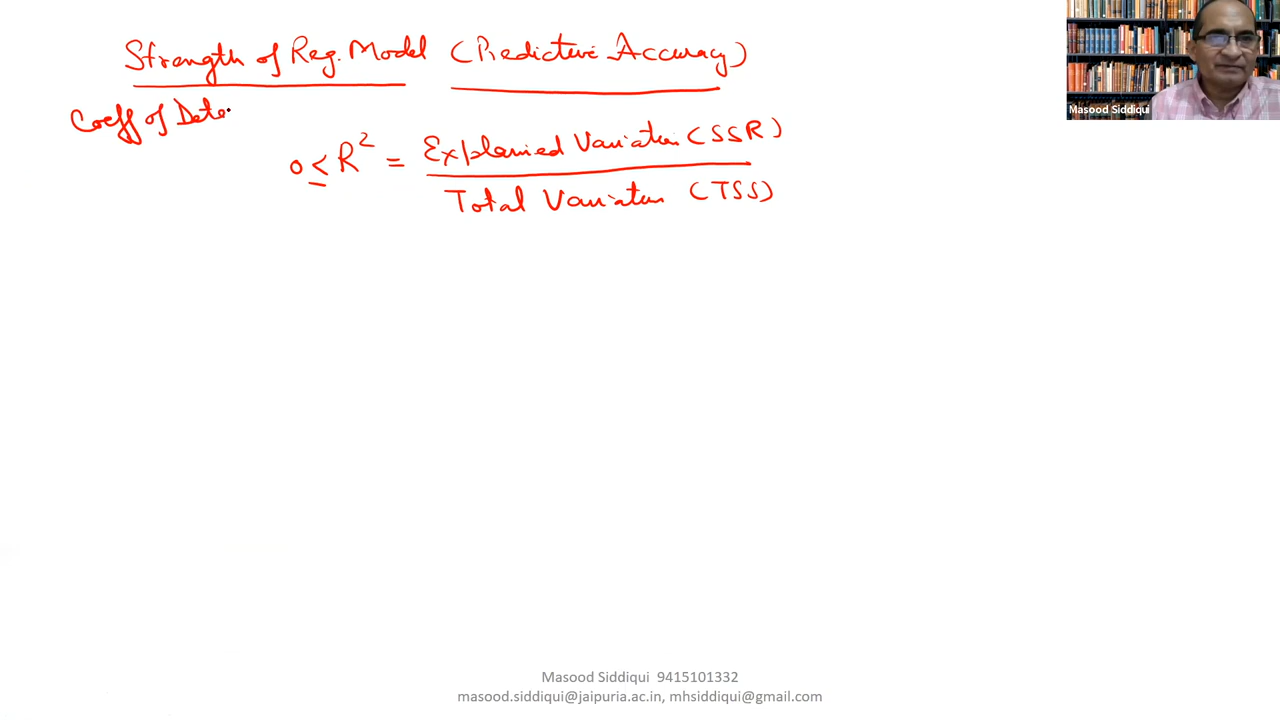 Strength of Reg. Model (Predictive Accuracy)
Coeff of Dete
0 ≤ R² = Explained Variation (SSR)
Total Variation (TSS)
Masood Siddiqui
Masood Siddiqui 9415101332
masood.siddiqui@jaipuria.ac.in, mhsiddiqui@gmail.com